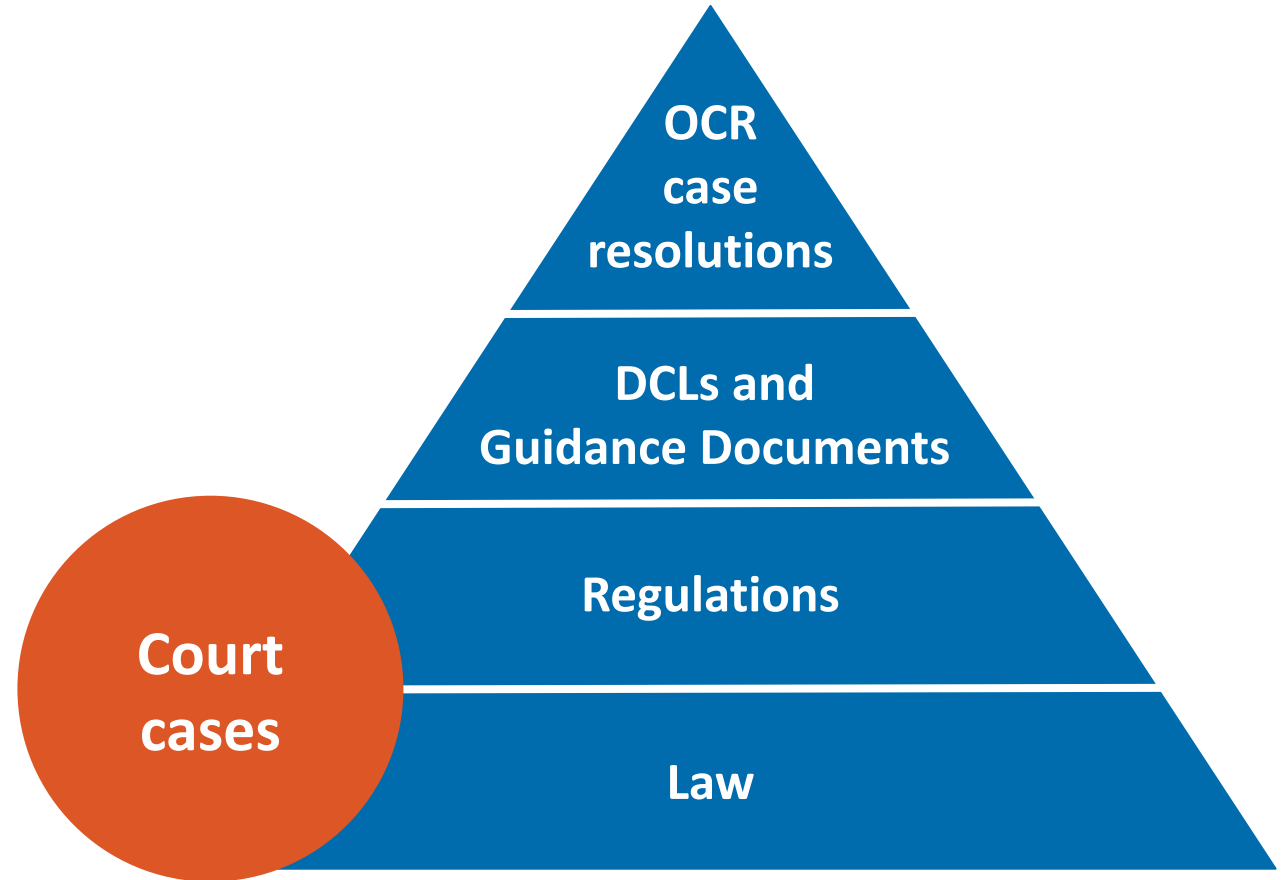 OCR
case
resolutions
DCLs and
Guidance Documents
Regulations
Court
cases
Law